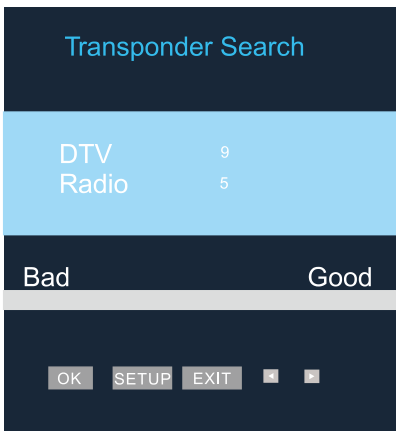 Transponder Search
DTV 9
Radio 5
Bad Good
OK SETUP EXIT